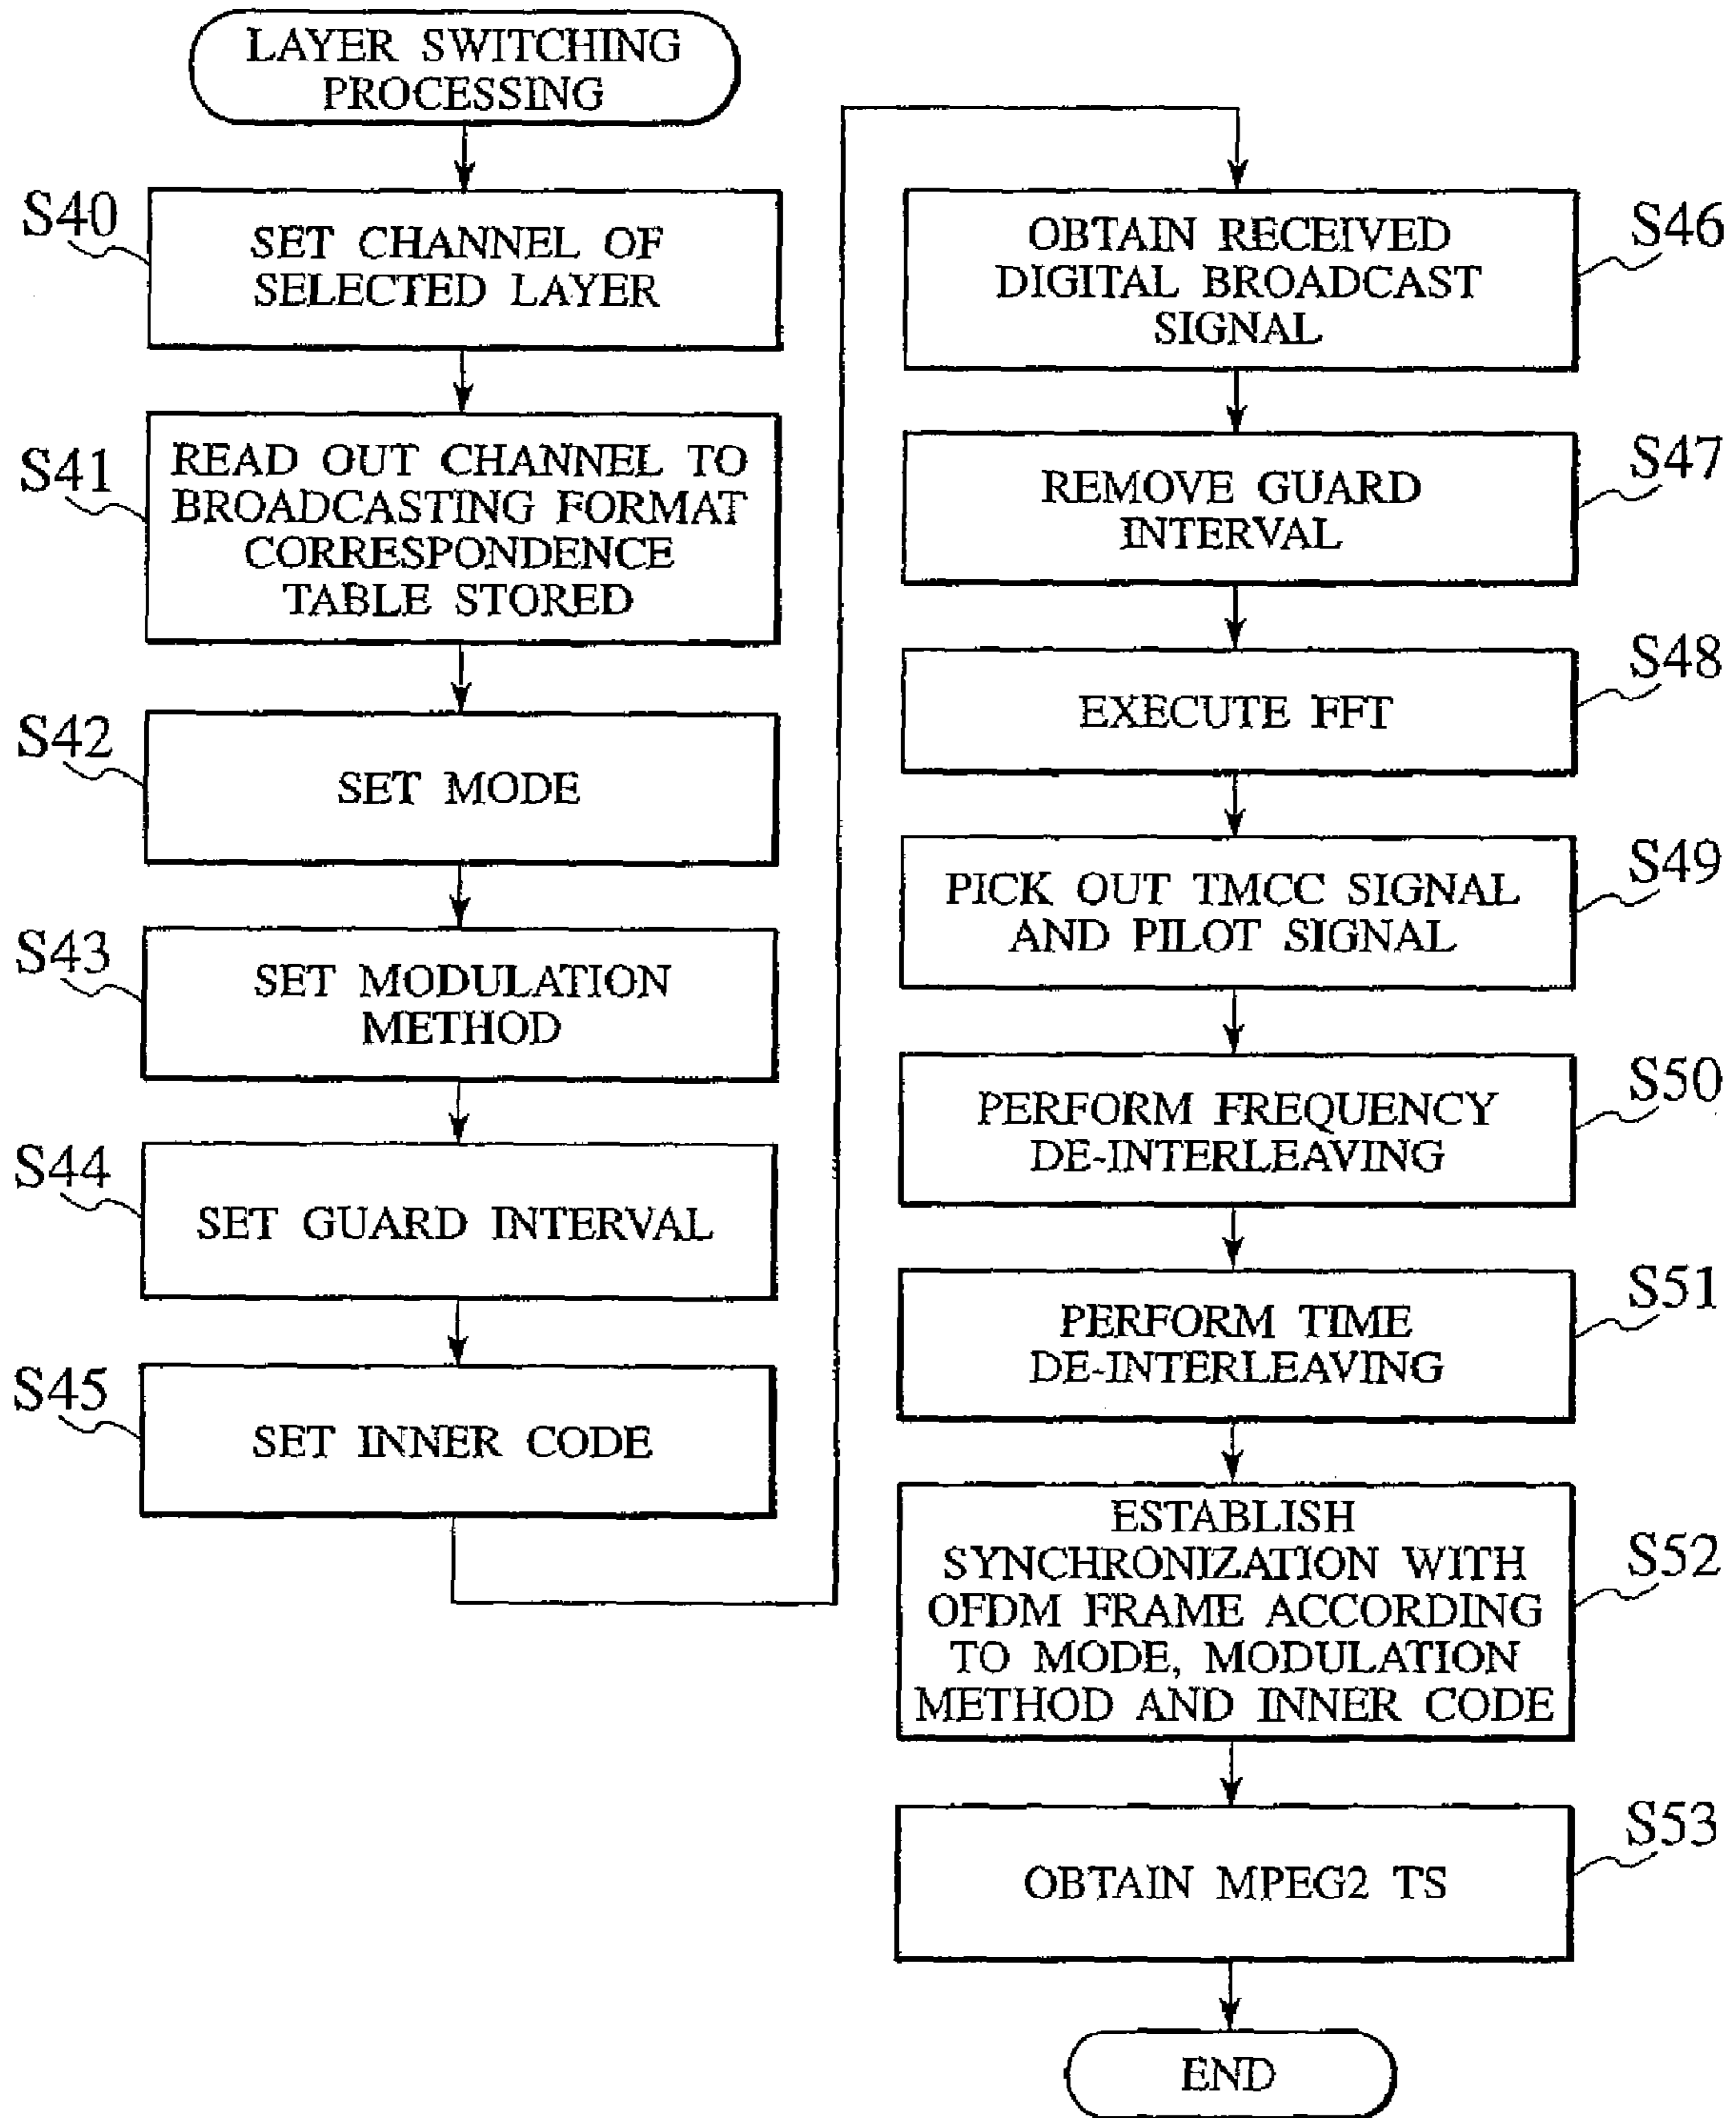 LAYER SWITCHING
PROCESSING
S40
SET CHANNEL OF
SELECTED LAYER
S41
READ OUT CHANNEL TO
BROADCASTING FORMAT
CORRESPONDENCE
TABLE STORED
S42
SET MODE
S43
SET MODULATION
METHOD
S44
SET GUARD INTERVAL
S45
SET INNER CODE
S46
OBTAIN RECEIVED
DIGITAL BROADCAST
SIGNAL
S47
REMOVE GUARD
INTERVAL
S48
EXECUTE FFT
S49
PICK OUT TMCC SIGNAL
AND PILOT SIGNAL
S50
PERFORM FREQUENCY
DE-INTERLEAVING
S51
PERFORM TIME
DE-INTERLEAVING
S52
ESTABLISH
SYNCHRONIZATION WITH
OFDM FRAME ACCORDING
TO MODE, MODULATION
METHOD AND INNER CODE
S53
OBTAIN MPEG2 TS
END